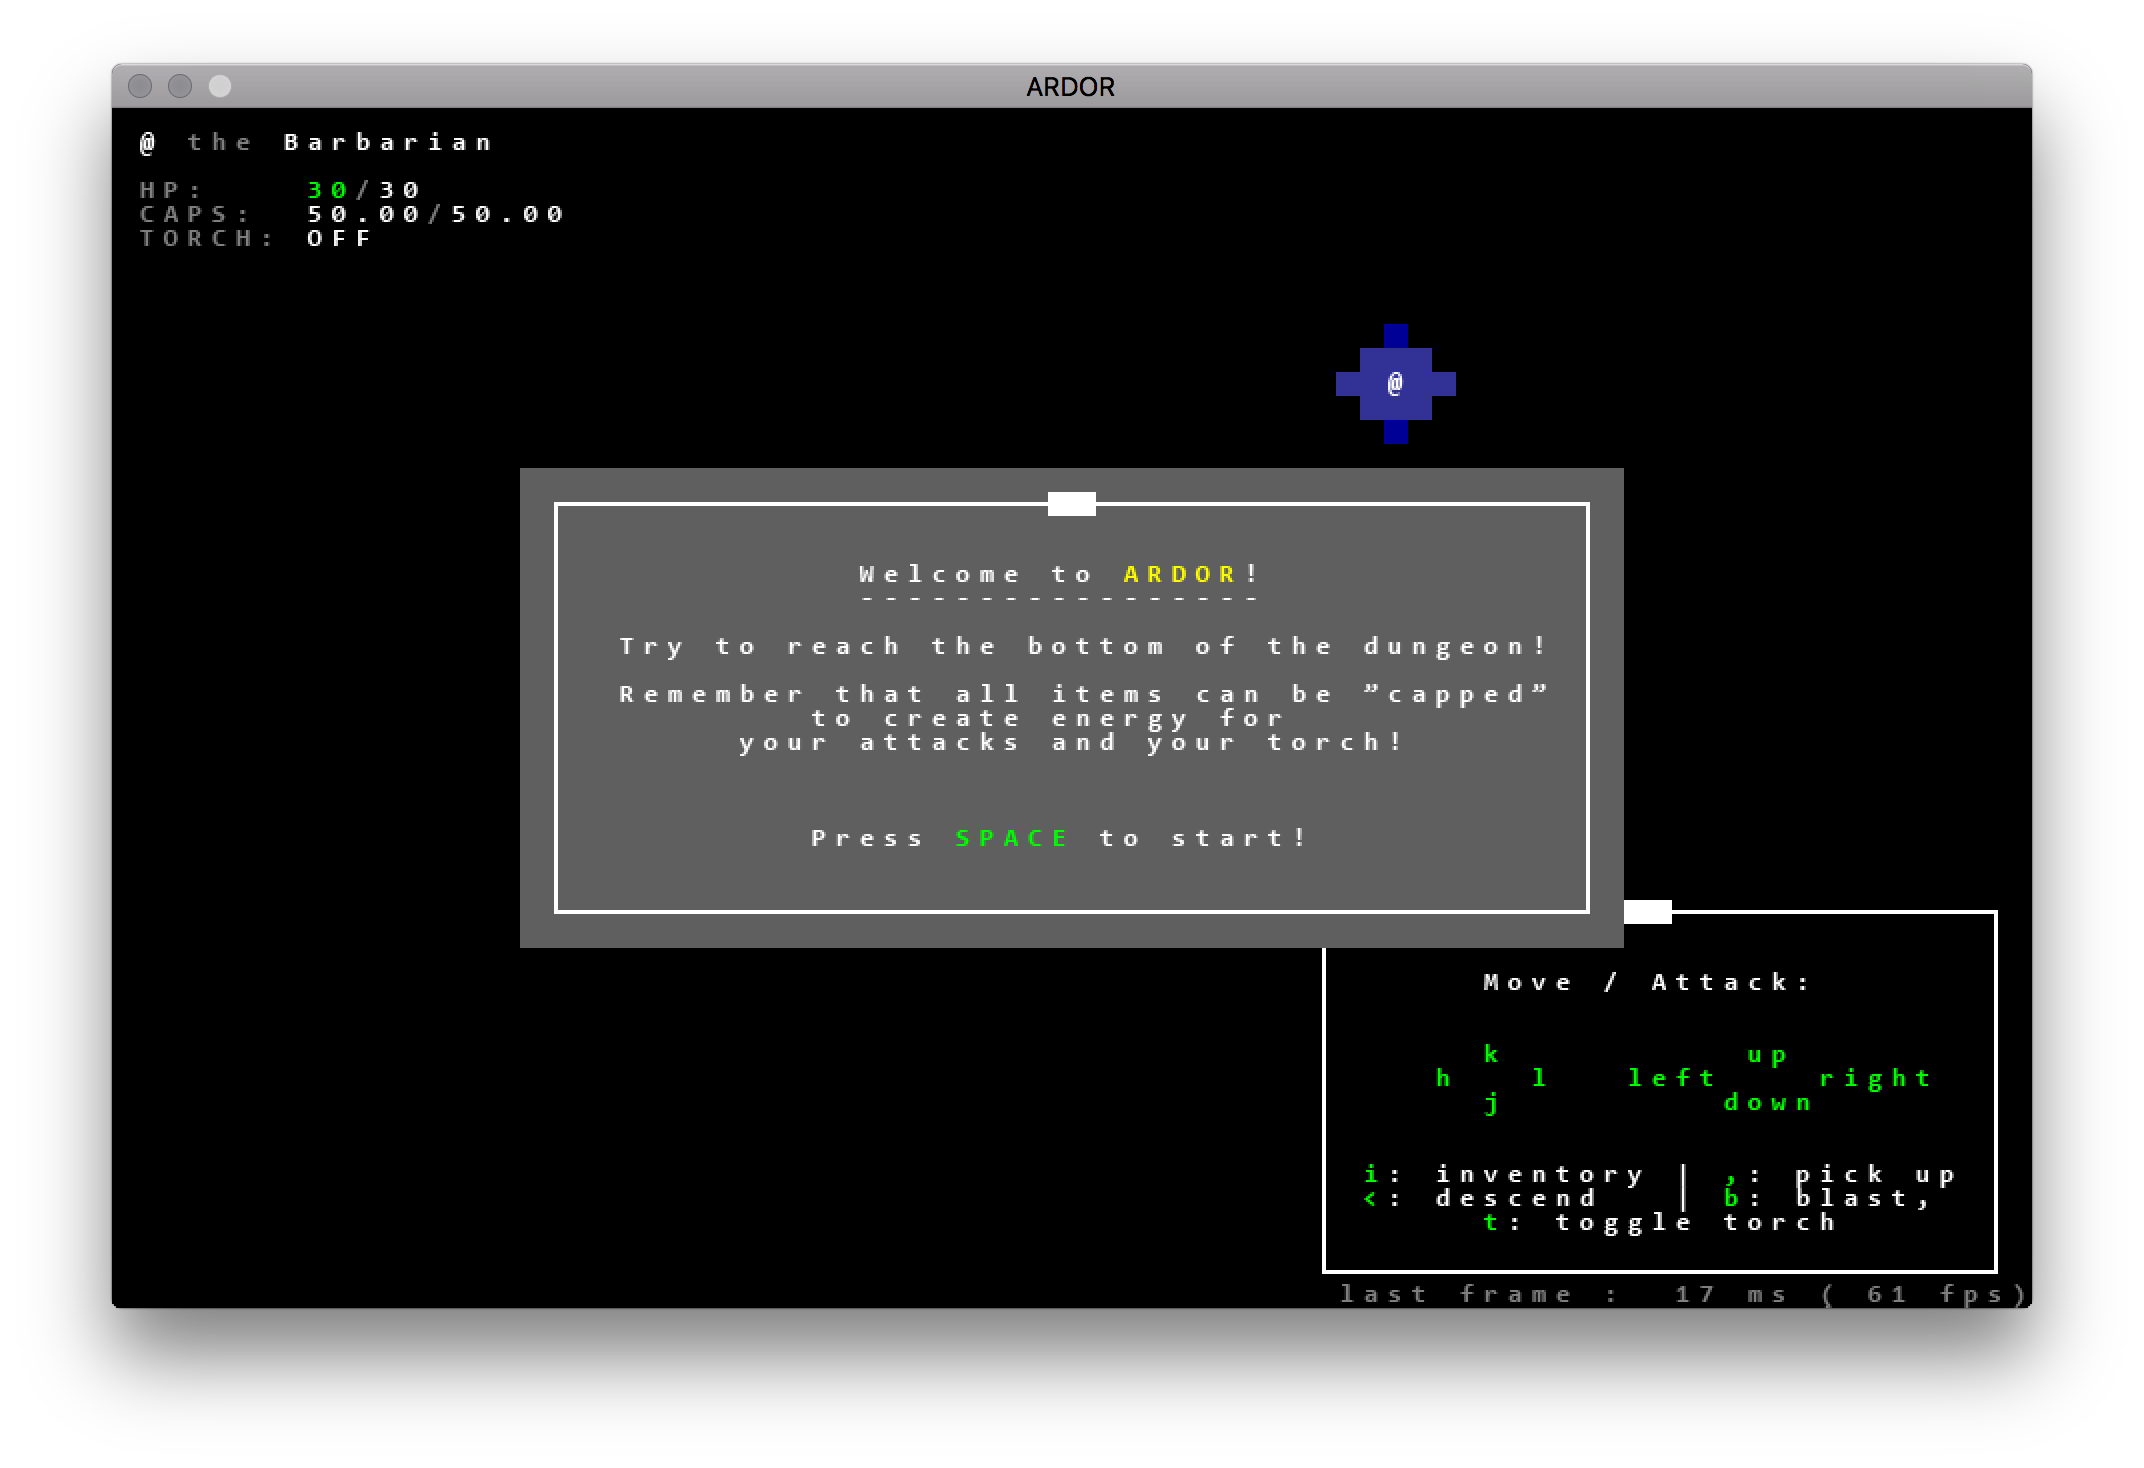 ARDOR
@ the Barbarian
HP: 30/30
CAPS: 50.00/50.00
TORCH: OFF
@
Welcome to ARDOR!
-----------------
Try to reach the bottom of the dungeon!
Remember that all items can be ”capped”
to create energy for
your attacks and your torch!
Press SPACE to start!
Move / Attack:
k up
h l left right
j down
i: inventory | ,: pick up
<: descend | b: blast,
t: toggle torch
last frame : 17 ms ( 61 fps)